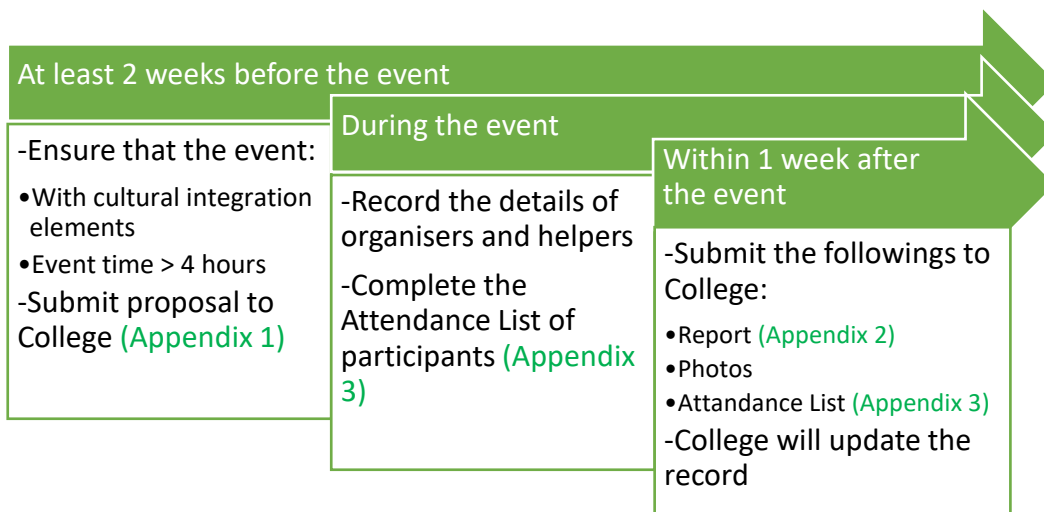 At least 2 weeks before the event
-Ensure that the event:
•With cultural integration
elements
•Event time > 4 hours
-Submit proposal to
College (Appendix 1)
During the event
-Record the details of
organisers and helpers
-Complete the
Attendance List of
participants (Appendix
3)
Within 1 week after
the event
-Submit the followings to
College:
•Report (Appendix 2)
•Photos
•Attandance List (Appendix 3)
-College will update the
record